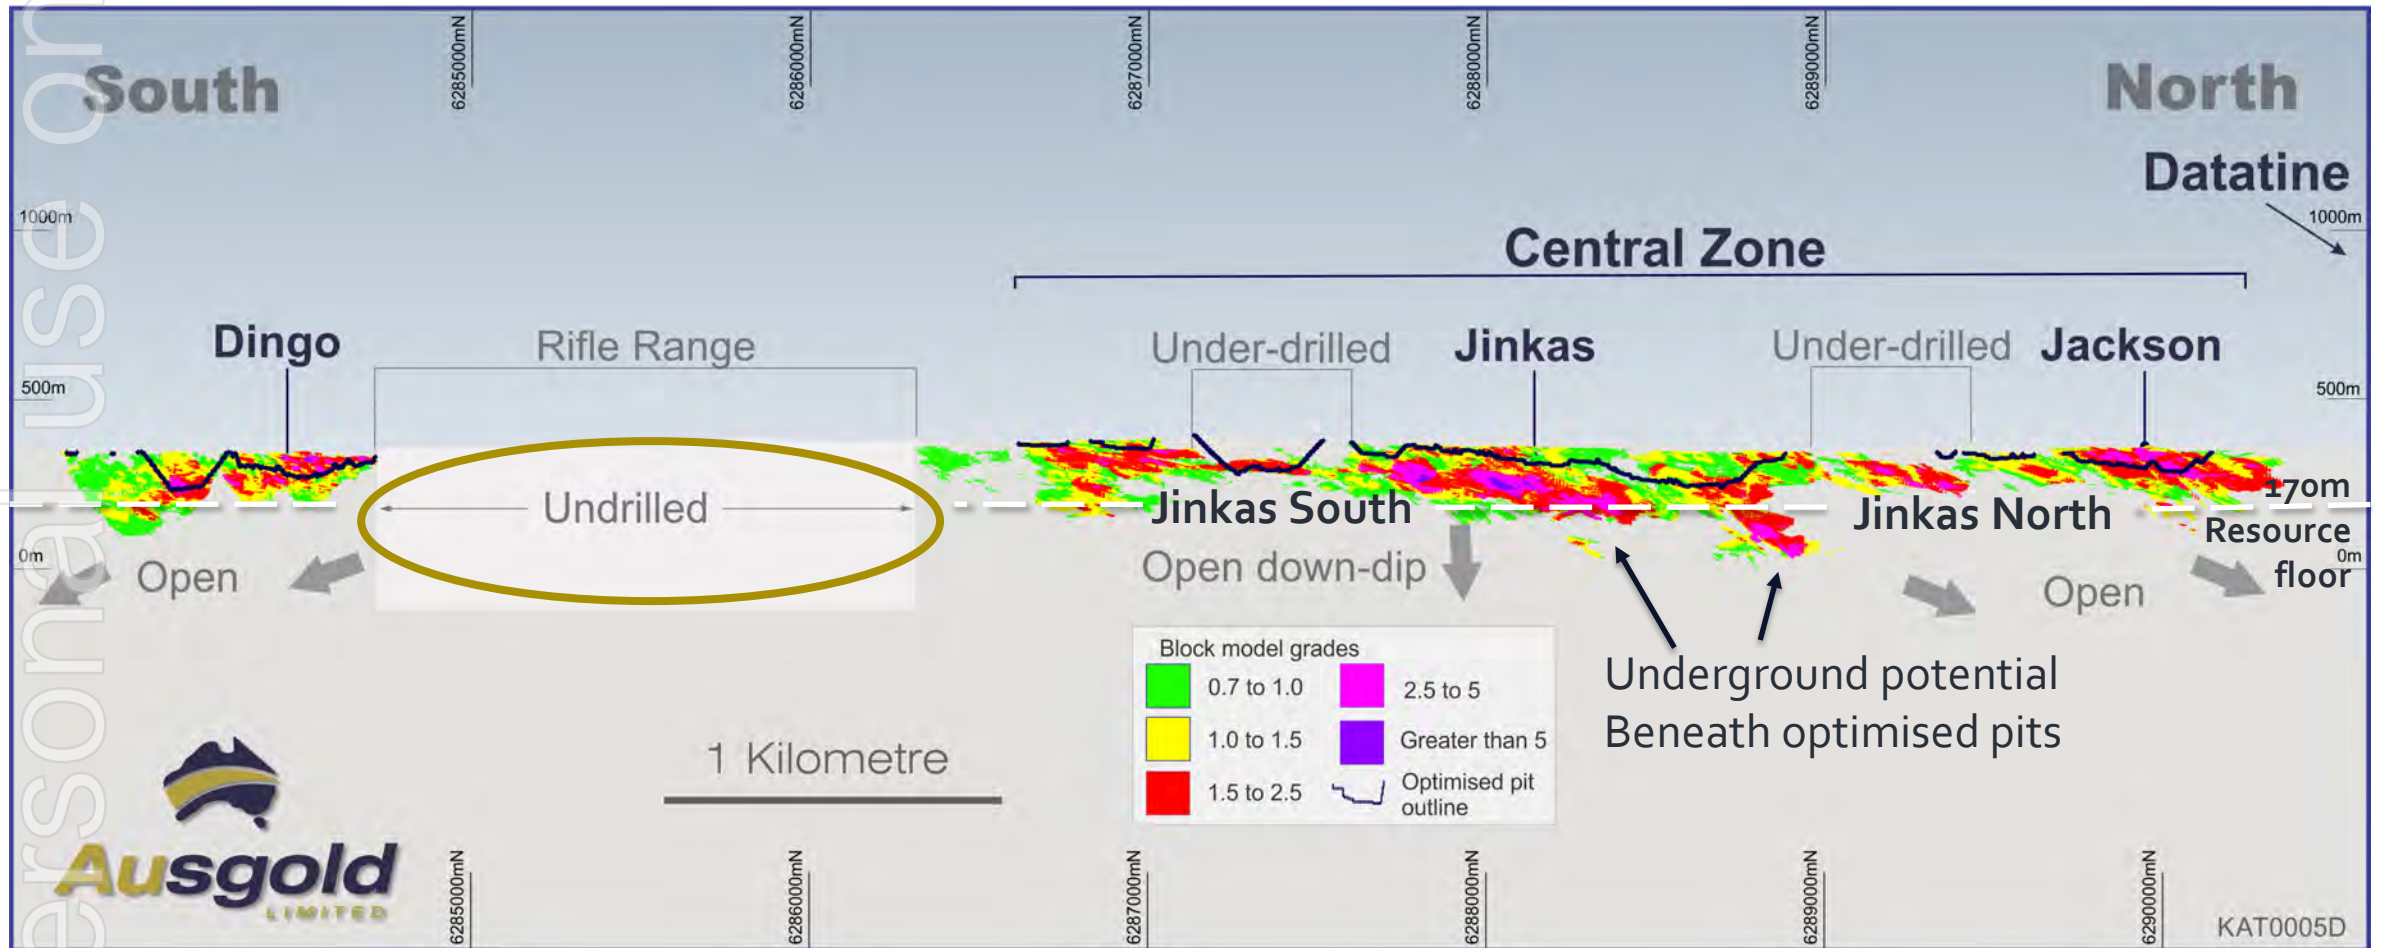 ersonal use on
6285000mN
6286000mN
6287000mN
6288000mN
6289000mN
South
North
Datatine
1000m
1000m
Central Zone
Dingo
Rifle Range
Under-drilled
Jinkas
Under-drilled
Jackson
500m
500m
Undrilled
Jinkas South
Jinkas North
170m
Resource
floor
0m
0m
Open
Open down-dip
Open
Block model grades
0.7 to 1.0
2.5 to 5
1.0 to 1.5
Greater than 5
1.5 to 2.5
Optimised pit
outline
Underground potential
Beneath optimised pits
1 Kilometre
Ausgold
LIMITED
6285000mN
6286000mN
6287000mN
6288000mN
6289000mN
6290000mN
KAT0005D